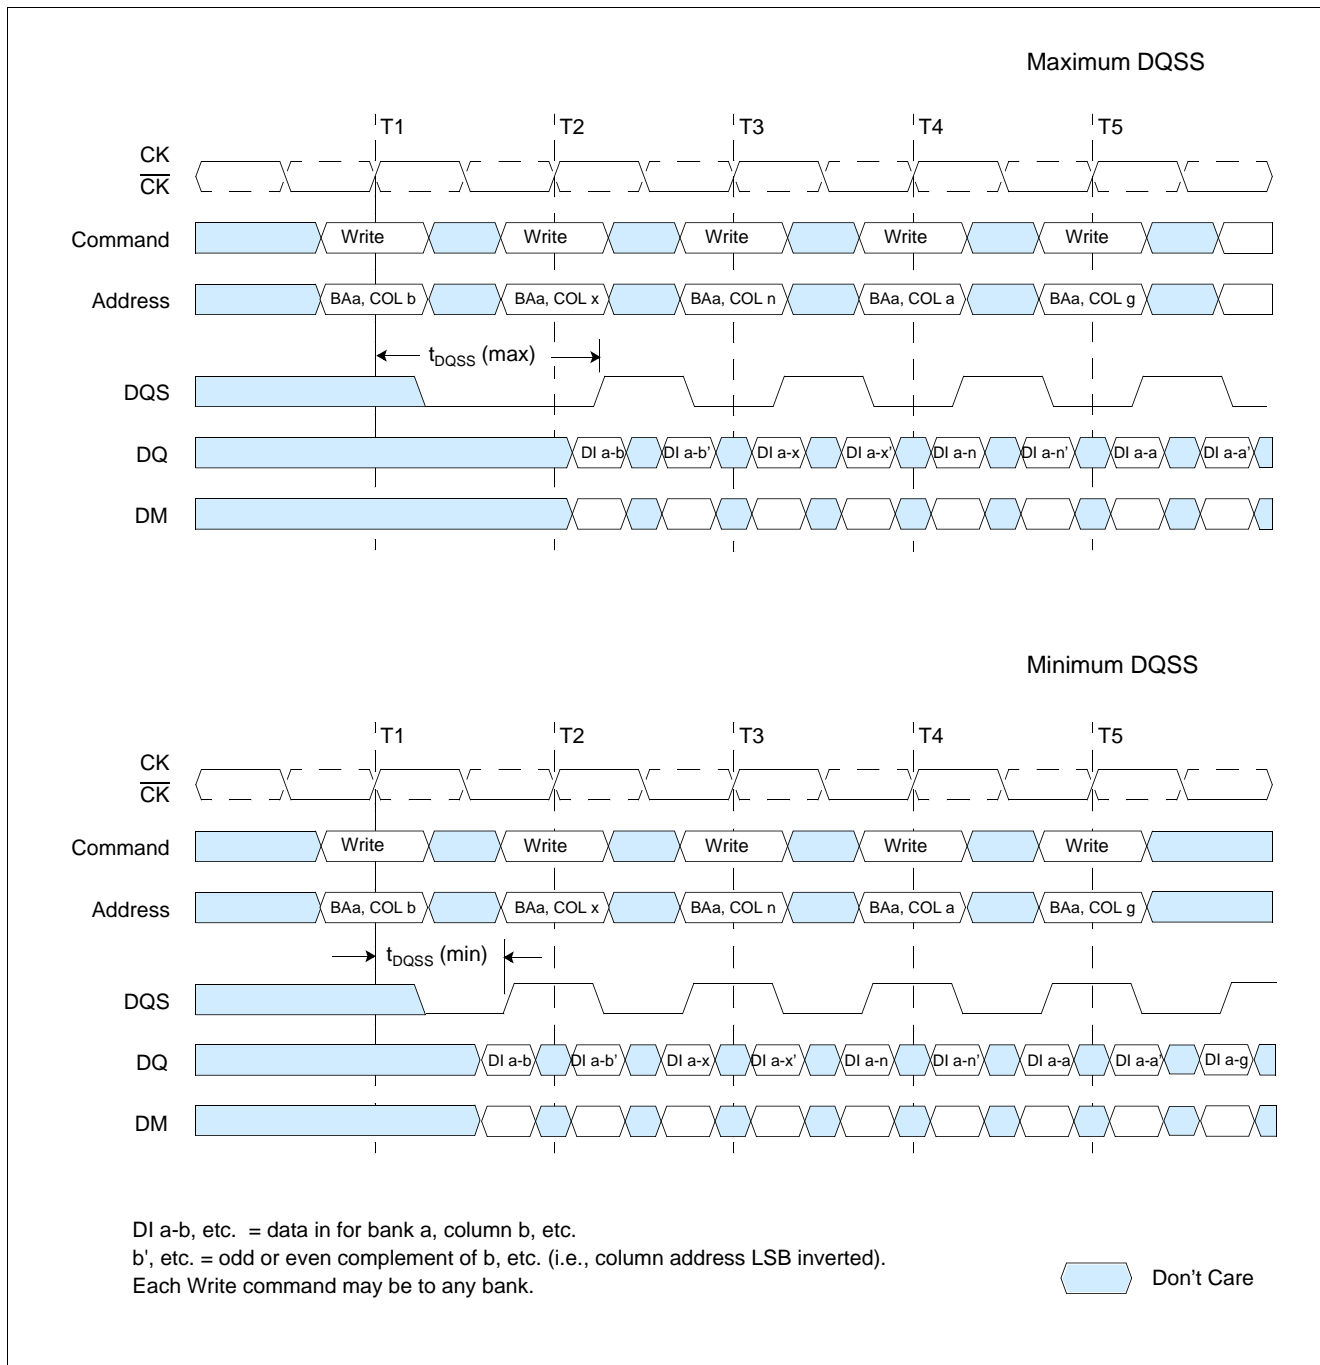 Maximum DQSS
T1 T2 T3 T4 T5
CK
CK
Command Write Write Write Write Write
Address BAa, COL b BAa, COL x BAa, COL n BAa, COL a BAa, COL g
tDQSS (max)
DQS
DQ DI a-b DI a-b’ DI a-x DI a-x’ DI a-n DI a-n’ DI a-a DI a-a’
DM
Minimum DQSS
T1 T2 T3 T4 T5
CK
CK
Command Write Write Write Write Write
Address BAa, COL b BAa, COL x BAa, COL n BAa, COL a BAa, COL g
tDQSS (min)
DQS
DQ DI a-b DI a-b’ DI a-x DI a-x’ DI a-n DI a-n’ DI a-a DI a-a’ DI a-g
DM
DI a-b, etc. = data in for bank a, column b, etc.
b', etc. = odd or even complement of b, etc. (i.e., column address LSB inverted).
Each Write command may be to any bank.
Don't Care